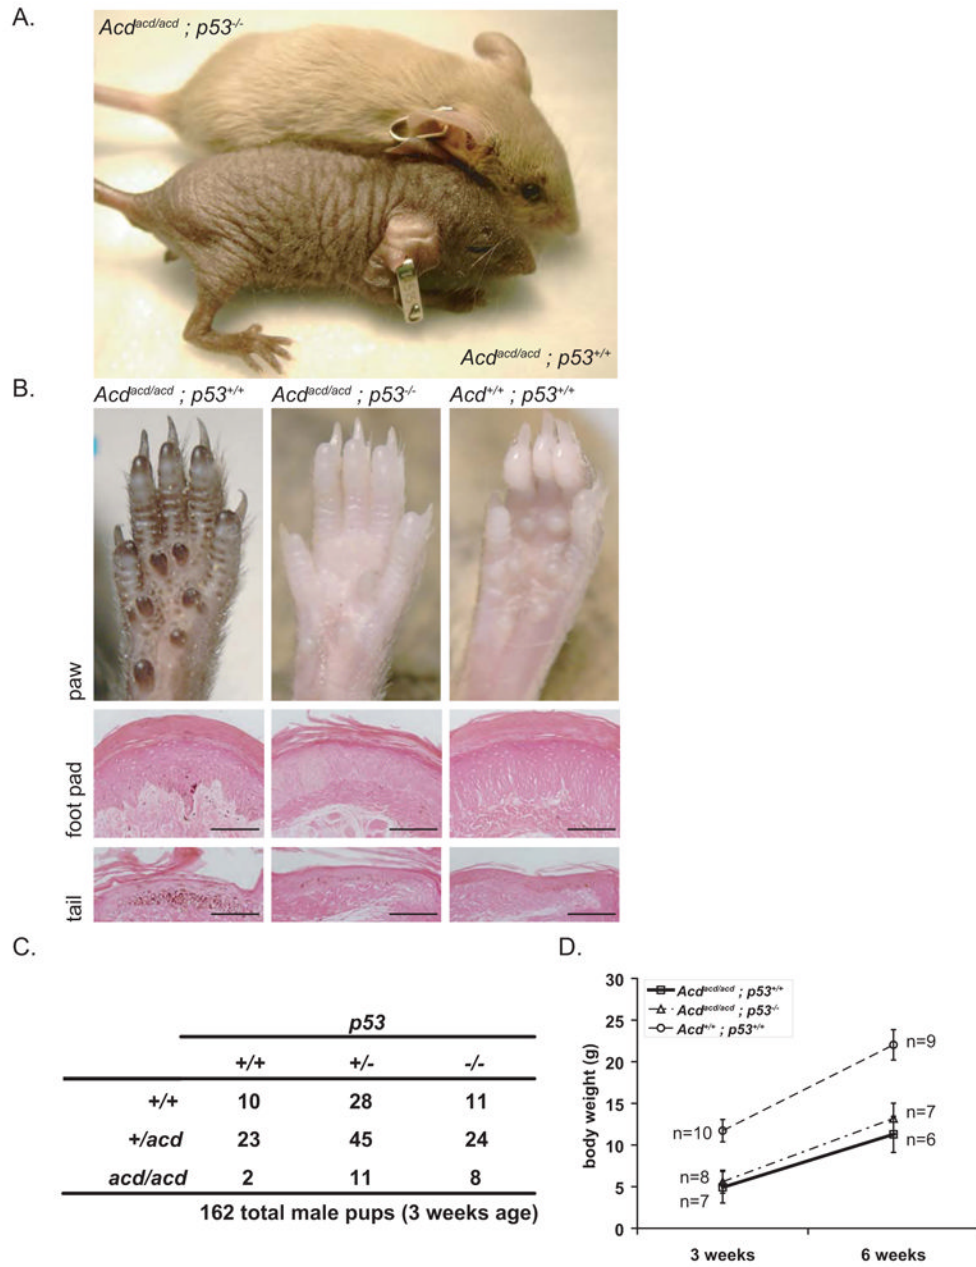 A.
Acd^acd/acd ; p53^-/-
Acd^acd/acd ; p53^+/+
B.
Acd^acd/acd ; p53^+/+ Acd^acd/acd ; p53^-/- Acd^+/+ ; p53^+/+
paw
foot pad
tail
C.
p53
+/+ +/- -/-
+/+ 10 28 11
+/acd 23 45 24
acd/acd 2 11 8
162 total male pups (3 weeks age)
D.
body weight (g)
30
25
20
15
10
5
0
Acd^acd/acd ; p53^+/+
Acd^acd/acd ; p53^-/-
Acd^+/+ ; p53^+/+
n=9
n=10
n=7
n=6
n=8
n=7
3 weeks 6 weeks